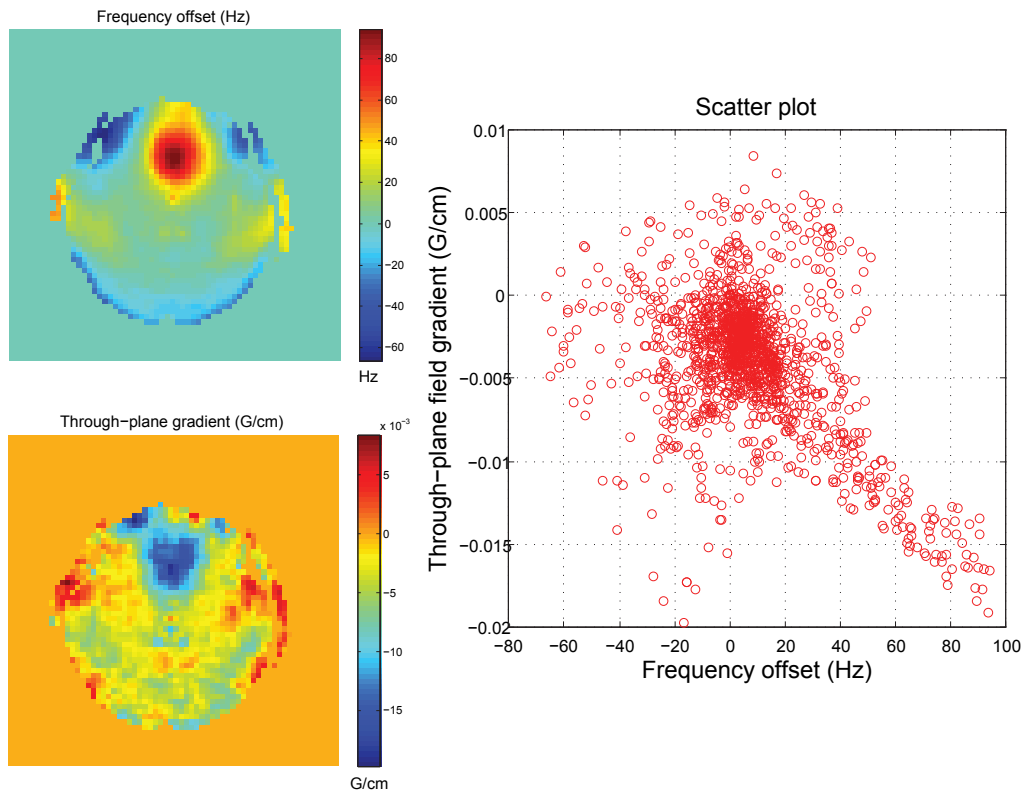 Frequency offset (Hz)
80
60
40
20
0
−20
−40
−60
Hz
Through−plane gradient (G/cm)
x 10⁻³
5
0
−5
−10
−15
G/cm
Scatter plot
Through−plane field gradient (G/cm)
0.01
0.005
0
−0.005
−0.01
−0.015
−0.02
−80 −60 −40 −20 0 20 40 60 80 100
Frequency offset (Hz)